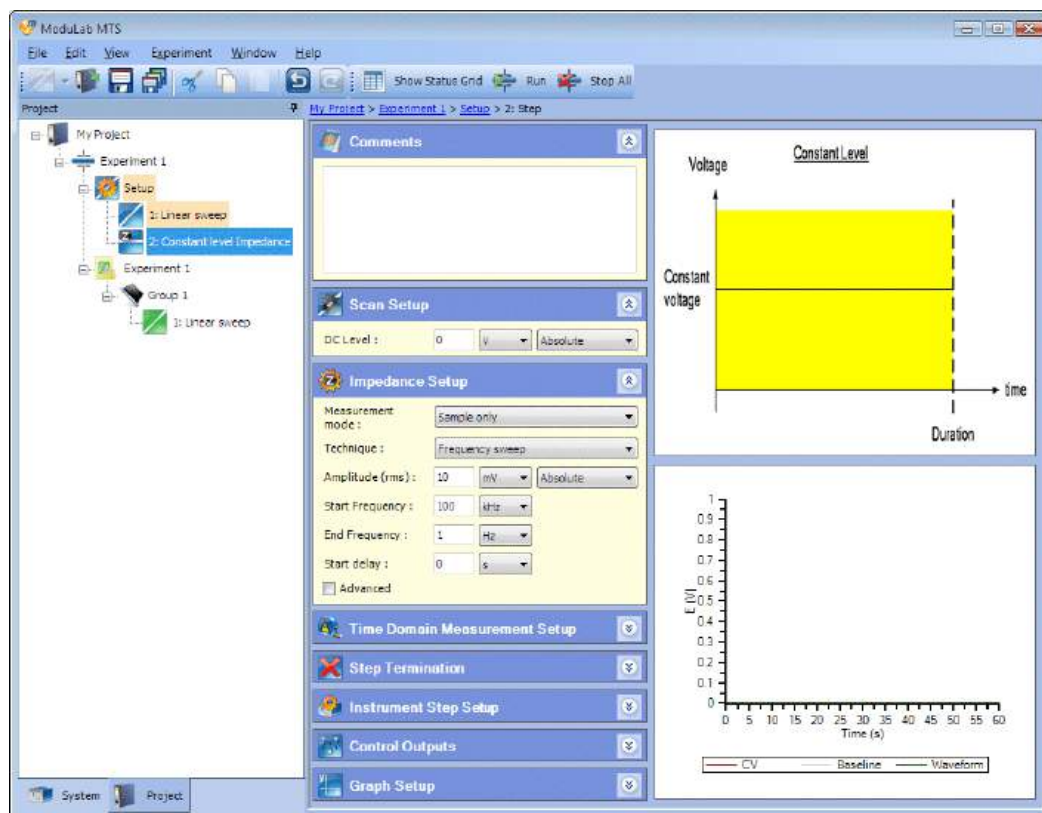 ModuLab MTS
File Edit View Experiment Window Help
Show Status Grid Run Stop All
Project
My Project > Experiment 1 > Setup > 2: Step
My Project
Experiment 1
Setup
1: Linear sweep
2: Constant level Impedance
Experiment 1
Group 1
1: Linear sweep
System Project
Comments
Scan Setup
DC Level : 0 V Absolute
Impedance Setup
Measurement mode : Sample only
Technique : Frequency sweep
Amplitude (rms) : 10 mV Absolute
Start Frequency : 100 kHz
End Frequency : 1 Hz
Start delay : 0 s
Advanced
Time Domain Measurement Setup
Step Termination
Instrument Step Setup
Control Outputs
Graph Setup
Constant Level
Voltage
Constant voltage
time
Duration
1
0.9
0.8
0.7
0.6
0.5
0.4
0.3
0.2
0.1
0
E (V)
0 5 10 15 20 25 30 35 40 45 50 55 60
Time (s)
CV Baseline Waveform